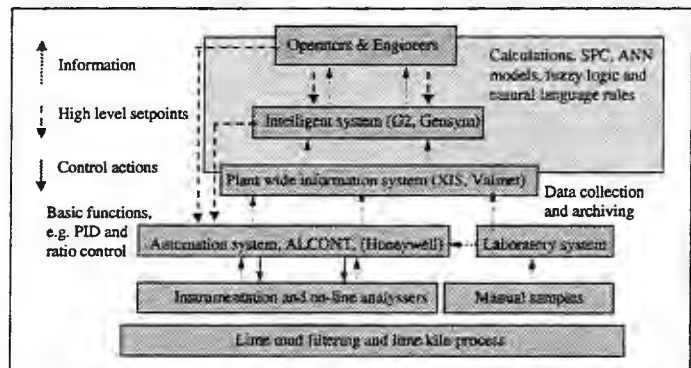 Information
High level setpoints
Control actions
Basic functions,
e.g. PID and
ratio control
Operators & Engineers
Calculations, SPC, ANN
models, fuzzy logic and
natural language rules
Intelligent system (G2, Gensym)
Plant wide information system (XIS, Valmet)
Data collection
and archiving
Automation system, ALCONT, (Honeywell)
Laboratory system
Instrumentation and on-line analysers
Manual samples
Lime mud filtering and lime kiln process